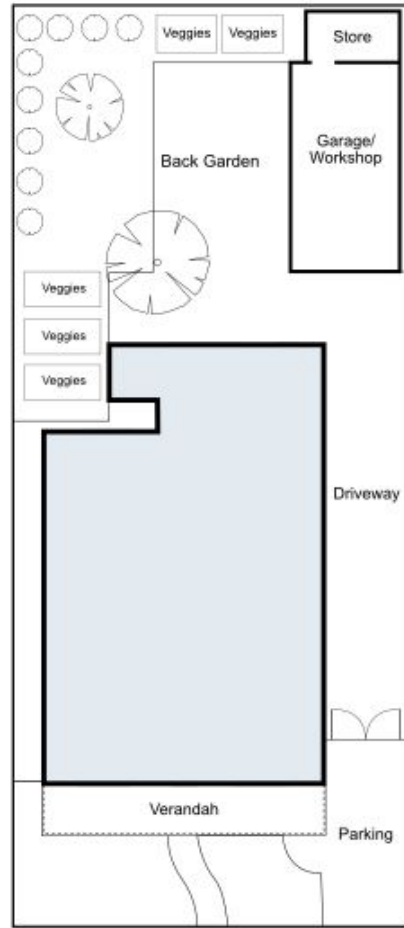 Veggies
Veggies
Store
Garage/
Workshop
Back Garden
Veggies
Veggies
Veggies
Driveway
Verandah
Parking